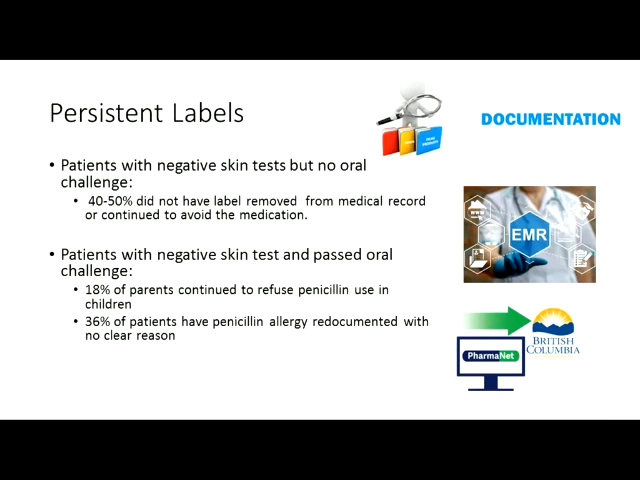 Persistent Labels
DOCUMENTATION
• Patients with negative skin tests but no oral
challenge:
• 40-50% did not have label removed from medical record
or continued to avoid the medication.
• Patients with negative skin test and passed oral
challenge:
• 18% of parents continued to refuse penicillin use in
children
• 36% of patients have penicillin allergy redocumented with
no clear reason
EMR
PharmaNet
BRITISH
COLUMBIA